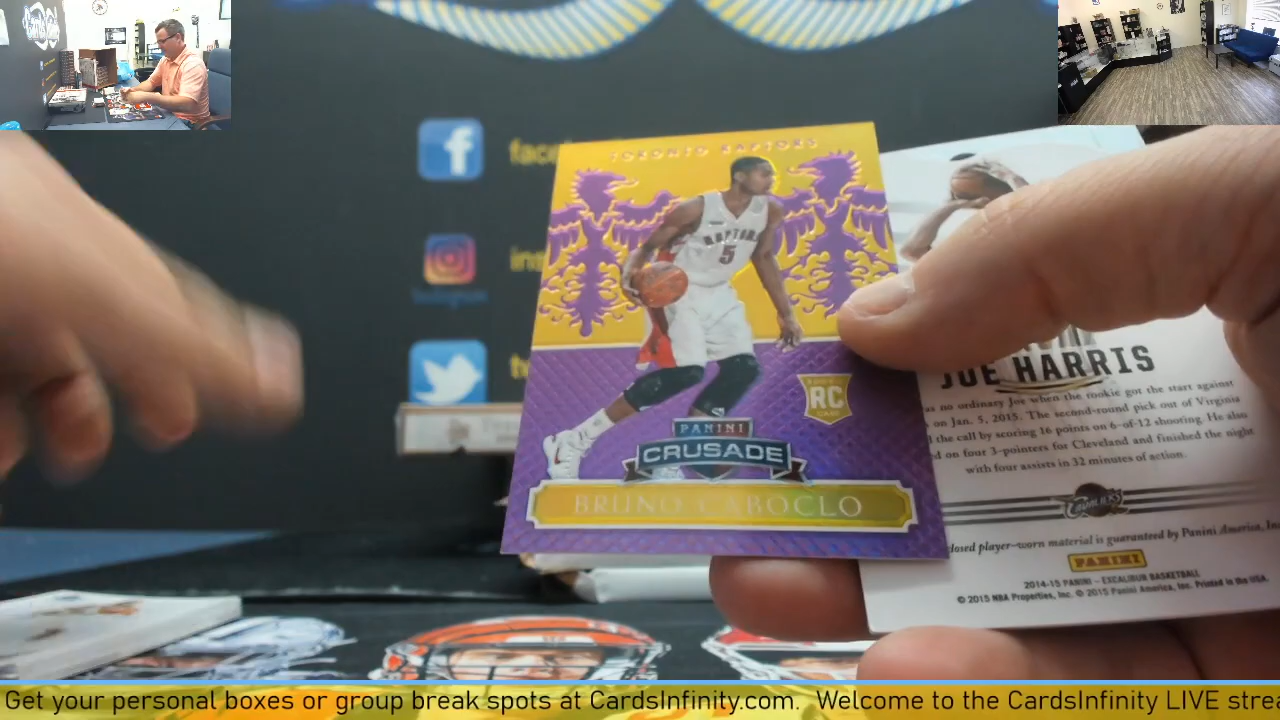 TORONTO RAPTORS
RAPTORS
5
RC
PANINI
CRUSADE
BRUNO CABOCLO
JOE HARRIS
as no ordinary Joe when the rookie got the start against
on Jan. 5, 2015. The second-round pick out of Virginia
the call by scoring 16 points on 6-of-12 shooting. He also
d on four 3-pointers for Cleveland and finished the night
with four assists in 32 minutes of action.
CAVALIERS
losed player-worn material is guaranteed by Panini America, Inc
PANINI
2014-15 PANINI – EXCALIBUR BASKETBALL
© 2015 NBA Properties, Inc. © 2015 Panini America, Inc. Printed in the USA.
Get your personal boxes or group break spots at CardsInfinity.com. Welcome to the CardsInfinity LIVE strea